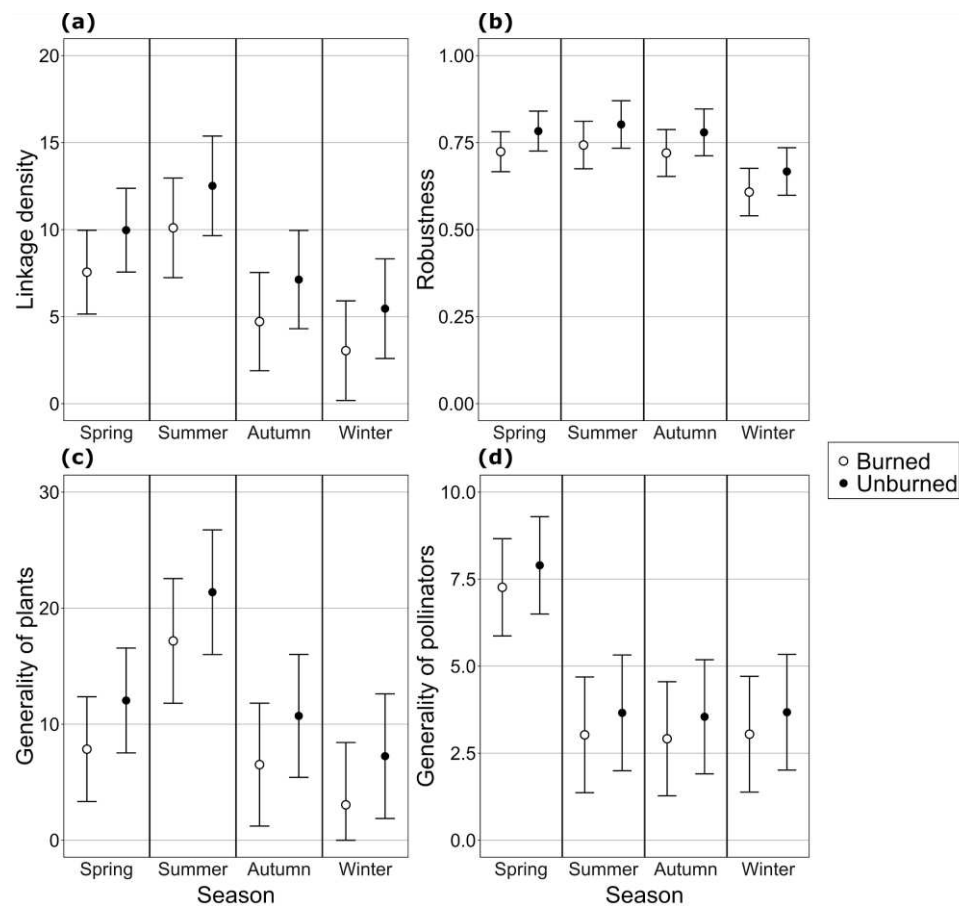 (a)
Linkage density
20
15
10
5
0
Spring Summer Autumn Winter
(b)
Robustness
1.00
0.75
0.50
0.25
0.00
Spring Summer Autumn Winter
(c)
Generality of plants
30
20
10
0
Spring Summer Autumn Winter
Season
(d)
Generality of pollinators
10.0
7.5
5.0
2.5
0.0
Spring Summer Autumn Winter
Season
Burned
Unburned